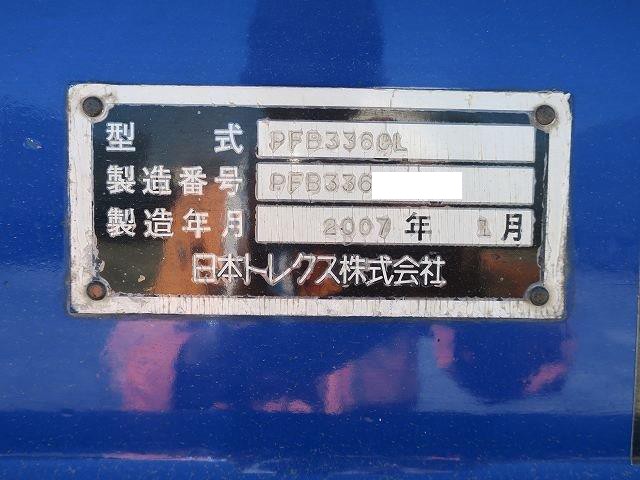 型式 PFB336CL
製造番号 PFB336
製造年月 2007年 1月
日本トレクス株式会社